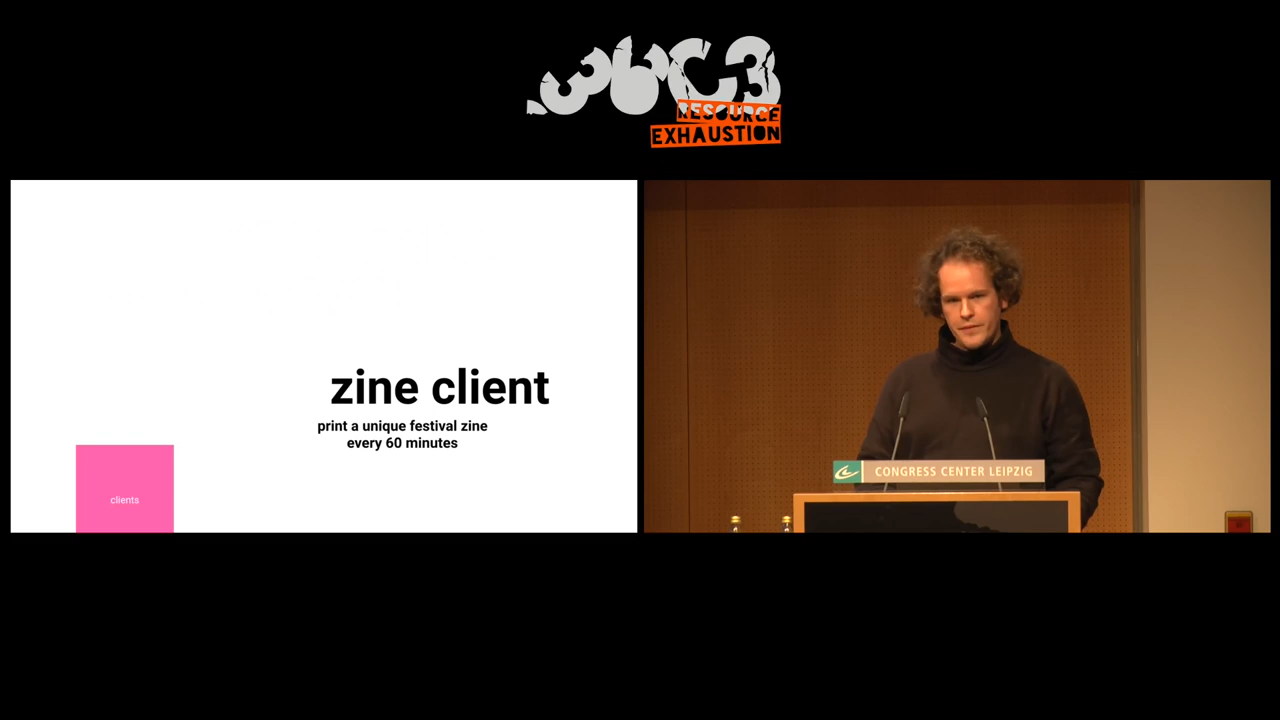 36C3
RESOURCE
EXHAUSTION
zine client
print a unique festival zine
every 60 minutes
clients
CONGRESS CENTER LEIPZIG